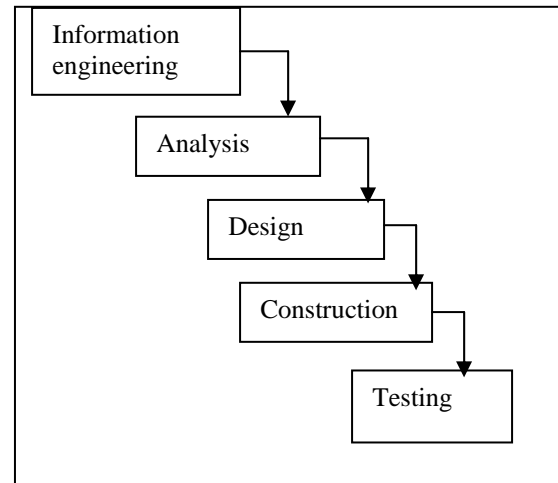 Information
engineering
Analysis
Design
Construction
Testing